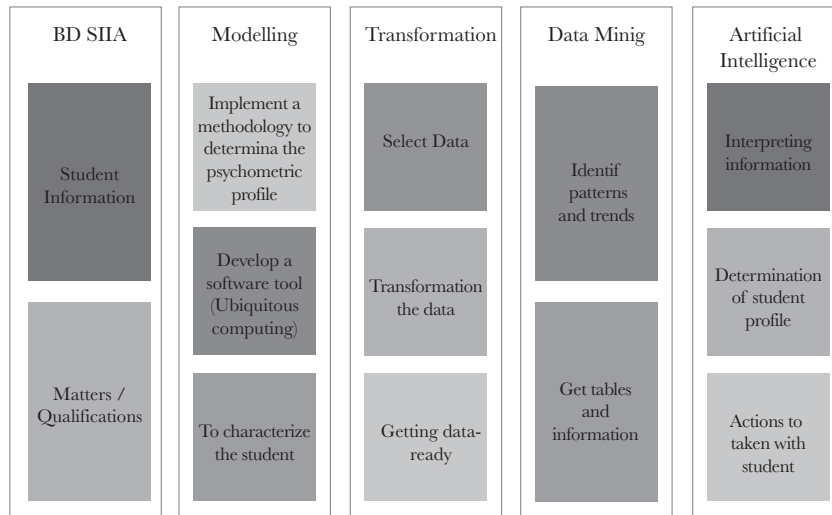 BD SIIA
Student
Information
Matters /
Qualifications
Modelling
Implement a
methodology to
determina the
psychometric
profile
Develop a
software tool
(Ubiquitous
computing)
To characterize
the student
Transformation
Select Data
Transformation
the data
Getting data-
ready
Data Minig
Identif
patterns
and trends
Get tables
and
information
Artificial
Intelligence
Interpreting
information
Determination
of student
profile
Actions to
taken with
student